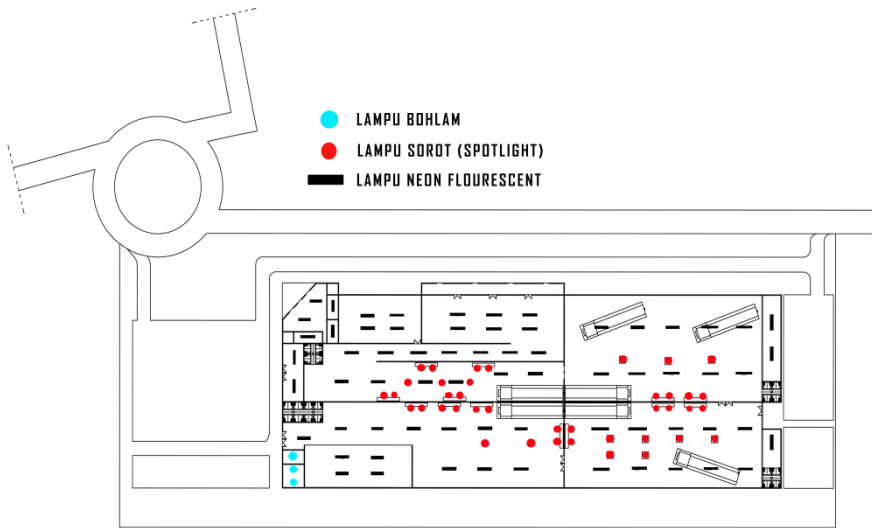 LAMPU BOHLAM
LAMPU SOROT (SPOTLIGHT)
LAMPU NEON FLOURESCENT